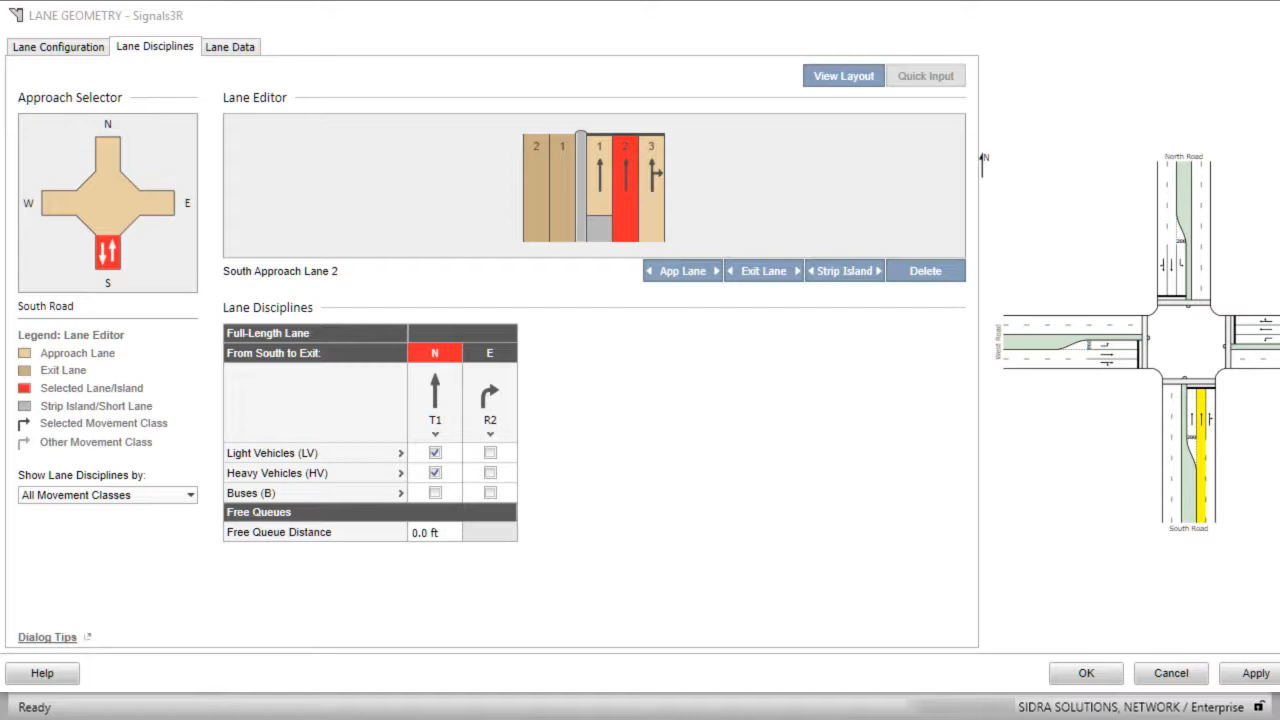 LANE GEOMETRY - Signals3R
Lane Configuration Lane Disciplines Lane Data
View Layout Quick Input
Approach Selector Lane Editor
N
W E
S
2 1 1 2 3
South Road
South Approach Lane 2
App Lane Exit Lane Strip Island Delete
Legend: Lane Editor
Approach Lane
Exit Lane
Selected Lane/Island
Strip Island/Short Lane
Selected Movement Class
Other Movement Class
Show Lane Disciplines by:
All Movement Classes
Lane Disciplines
Full-Length Lane
From South to Exit: N E
T1 R2
Light Vehicles (LV)
Heavy Vehicles (HV)
Buses (B)
Free Queues
Free Queue Distance 0.0 ft
N
North Road
200
West Road
200
South Road
Dialog Tips
Help OK Cancel Apply
Ready SIDRA SOLUTIONS, NETWORK / Enterprise